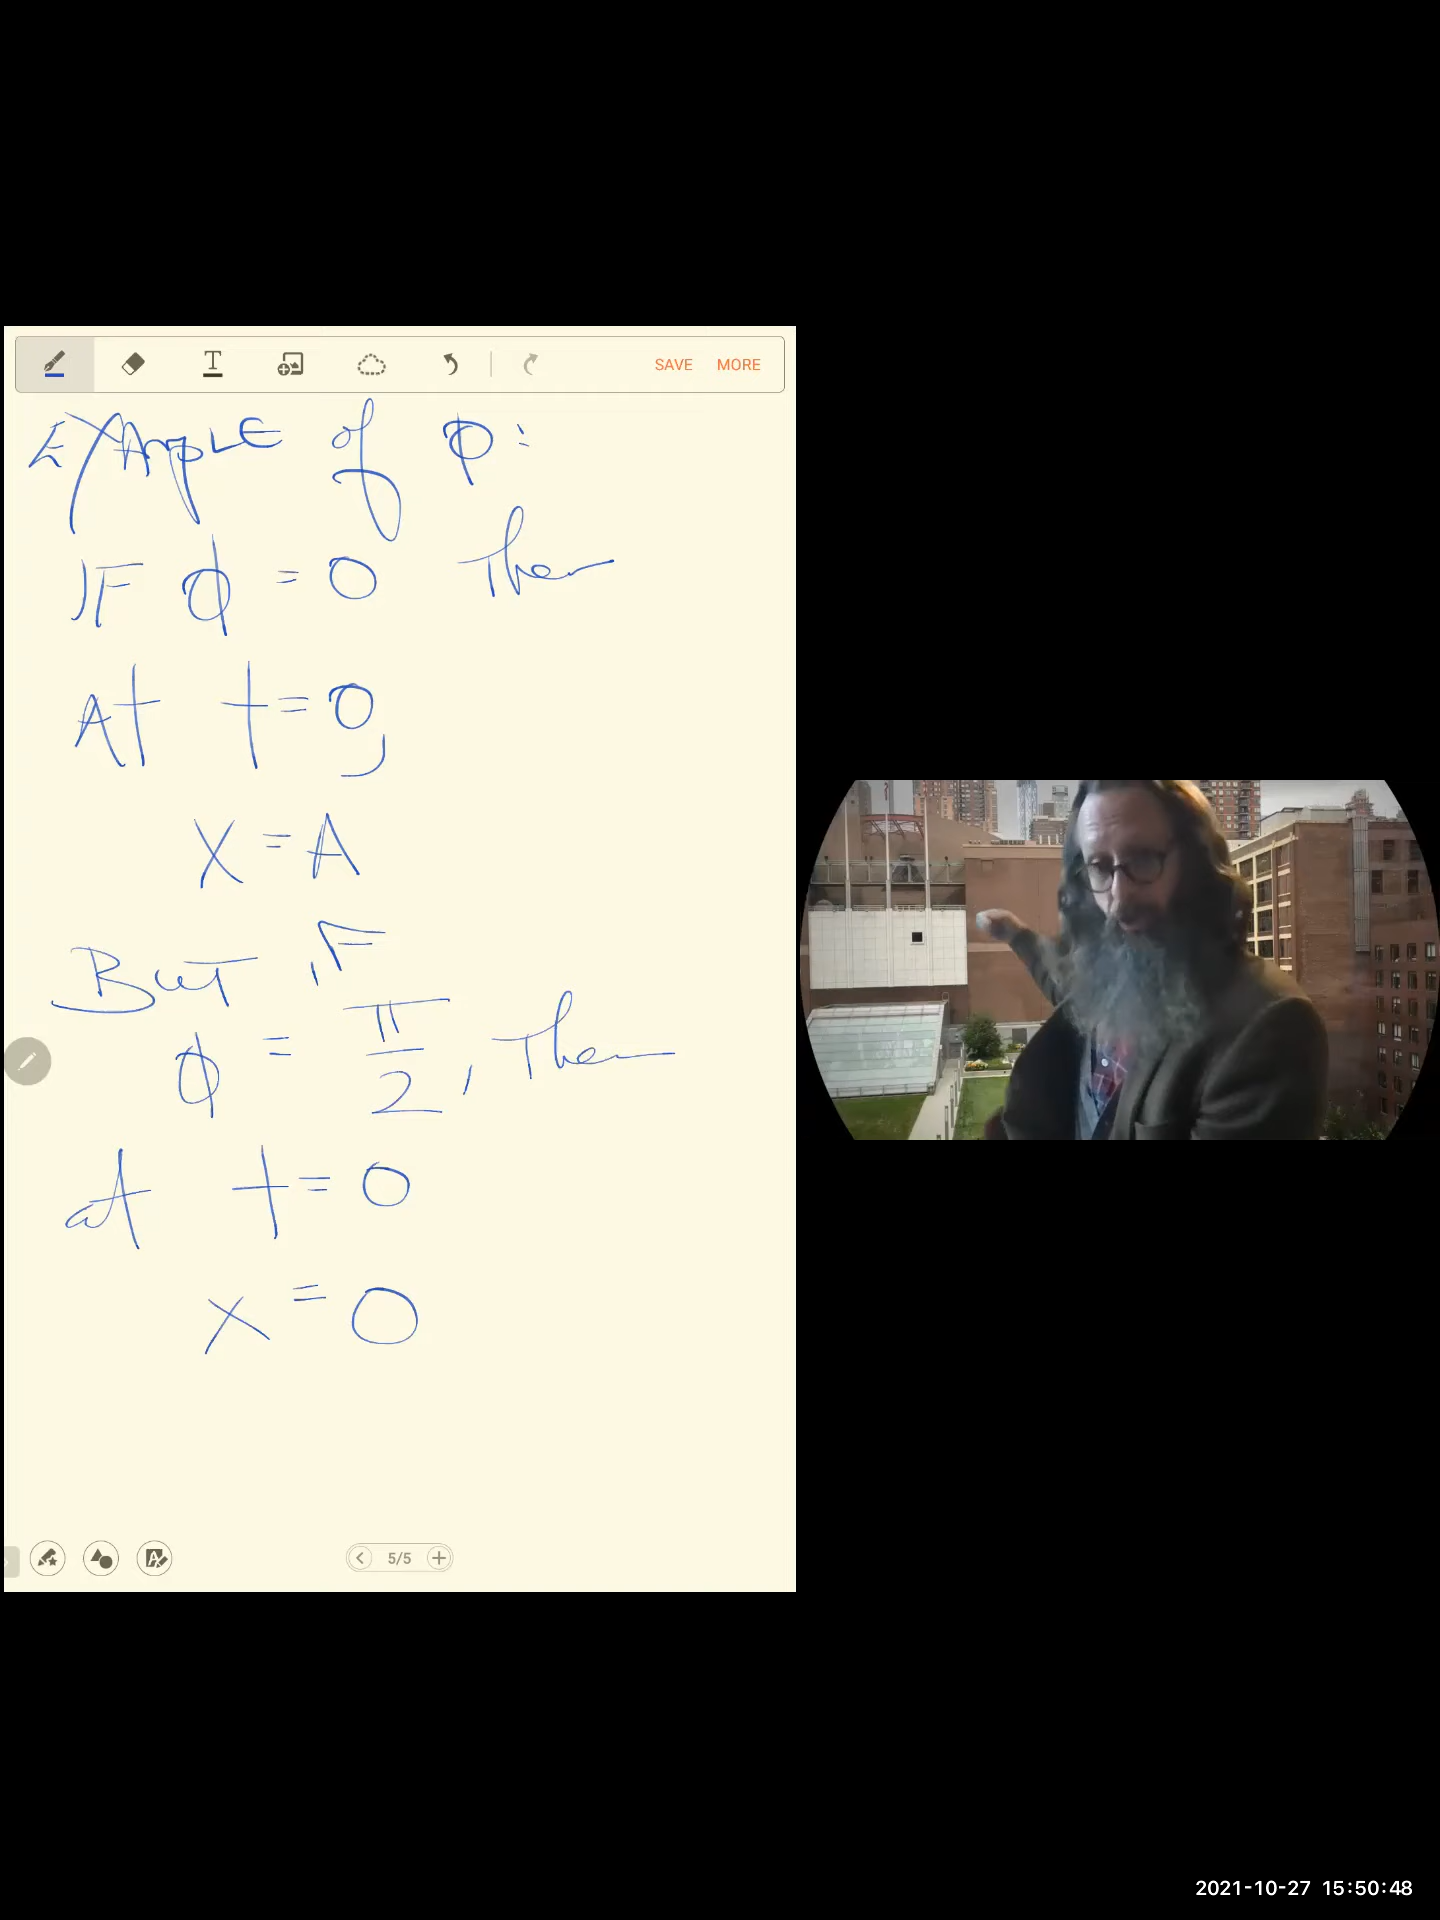 SAVE MORE
EXAMPLE of φ:
IF φ = 0 Then
At t = 0,
x = A
But IF
φ = π/2, Then
at t = 0
x = 0
5/5
2021-10-27 15:50:48